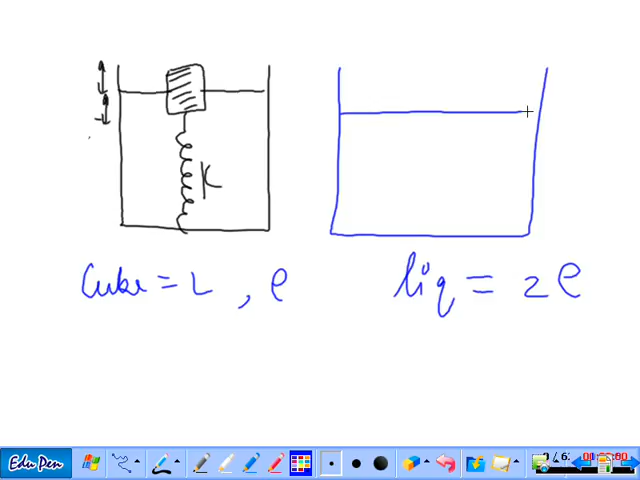 K
Cube = L , ρ
liq = 2ρ
Edu Pen